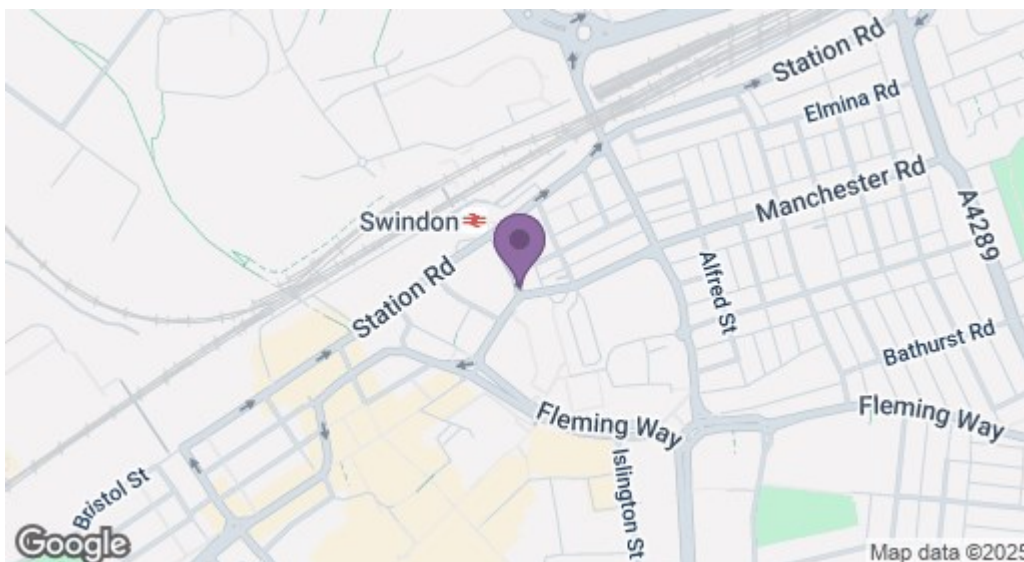 Station Rd
Elmina Rd
Manchester Rd
Swindon
A4289
Alfred St
Station Rd
Bathurst Rd
Fleming Way
Fleming Way
Islington St
Bristol St
Google
Map data ©2025